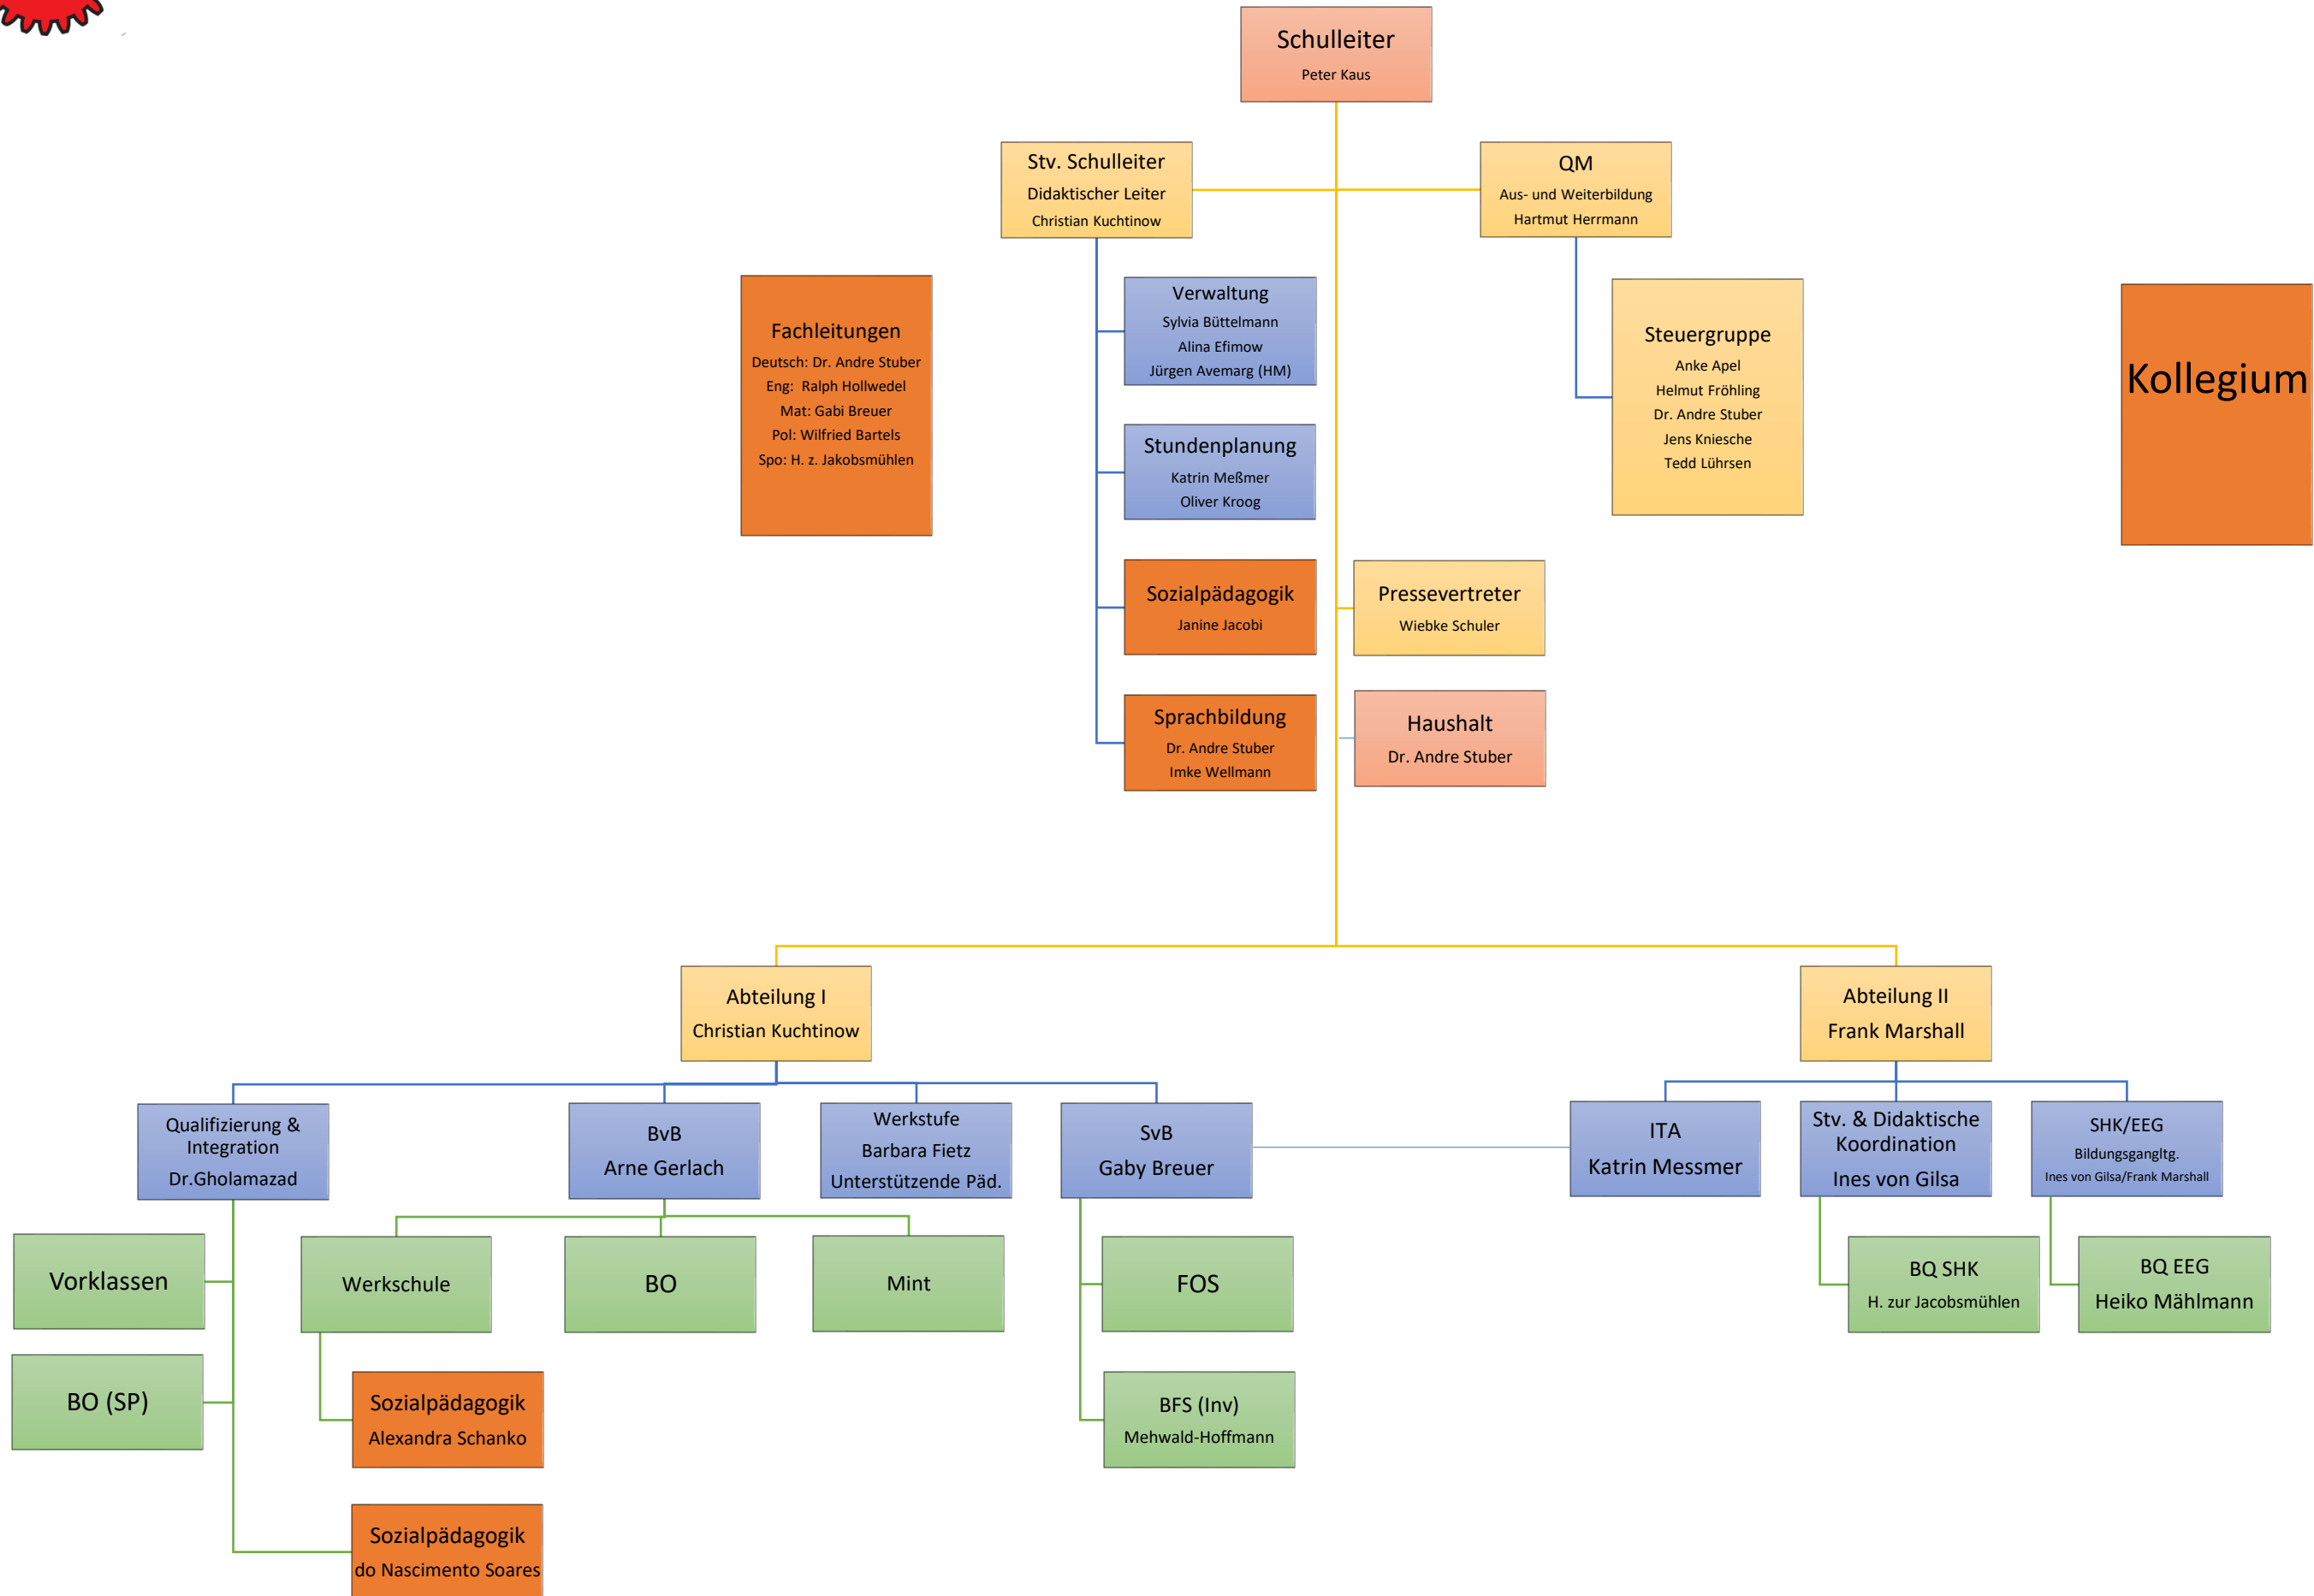 Schulleiter
Peter Kaus
Stv. Schulleiter
Didaktischer Leiter
Christian Kuchtinow
QM
Aus- und Weiterbildung
Hartmut Herrmann
Fachleitungen
Deutsch: Dr. Andre Stuber
Eng:  Ralph Hollwedel
Mat: Gabi Breuer
Pol: Wilfried Bartels
Spo: H. z. Jakobsmühlen
Verwaltung
Sylvia Büttelmann
Alina Efimow
Jürgen Avemarg (HM)
Steuergruppe
Anke Apel
Helmut Fröhling
Dr. Andre Stuber
Jens Kniesche
Tedd Lührsen
Kollegium
Stundenplanung
Katrin Meßmer
Oliver Kroog
Sozialpädagogik
Janine Jacobi
Pressevertreter
Wiebke Schuler
Sprachbildung
Dr. Andre Stuber
Imke Wellmann
Haushalt
Dr. Andre Stuber
Abteilung I
Christian Kuchtinow
Abteilung II
Frank Marshall
Qualifizierung &
Integration
Dr.Gholamazad
BvB
Arne Gerlach
Werkstufe
Barbara Fietz
Unterstützende Päd.
SvB
Gaby Breuer
ITA
Katrin Messmer
Stv. & Didaktische
Koordination
Ines von Gilsa
SHK/EEG
Bildungsgangltg.
Ines von Gilsa/Frank Marshall
Vorklassen
Werkschule
BO
Mint
FOS
BQ SHK
H. zur Jacobsmühlen
BQ EEG
Heiko Mählmann
BO (SP)
Sozialpädagogik
Alexandra Schanko
BFS (Inv)
Mehwald-Hoffmann
Sozialpädagogik
do Nascimento Soares